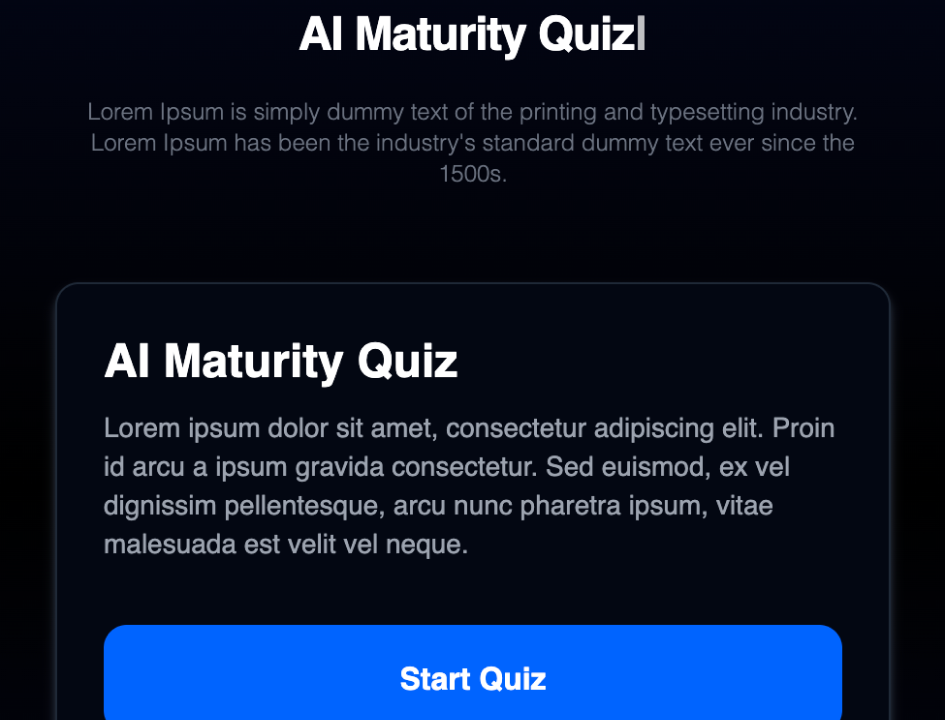 AI Maturity Quiz
Lorem Ipsum is simply dummy text of the printing and typesetting industry.
Lorem Ipsum has been the industry's standard dummy text ever since the
1500s.
AI Maturity Quiz
Lorem ipsum dolor sit amet, consectetur adipiscing elit. Proin
id arcu a ipsum gravida consectetur. Sed euismod, ex vel
dignissim pellentesque, arcu nunc pharetra ipsum, vitae
malesuada est velit vel neque.
Start Quiz